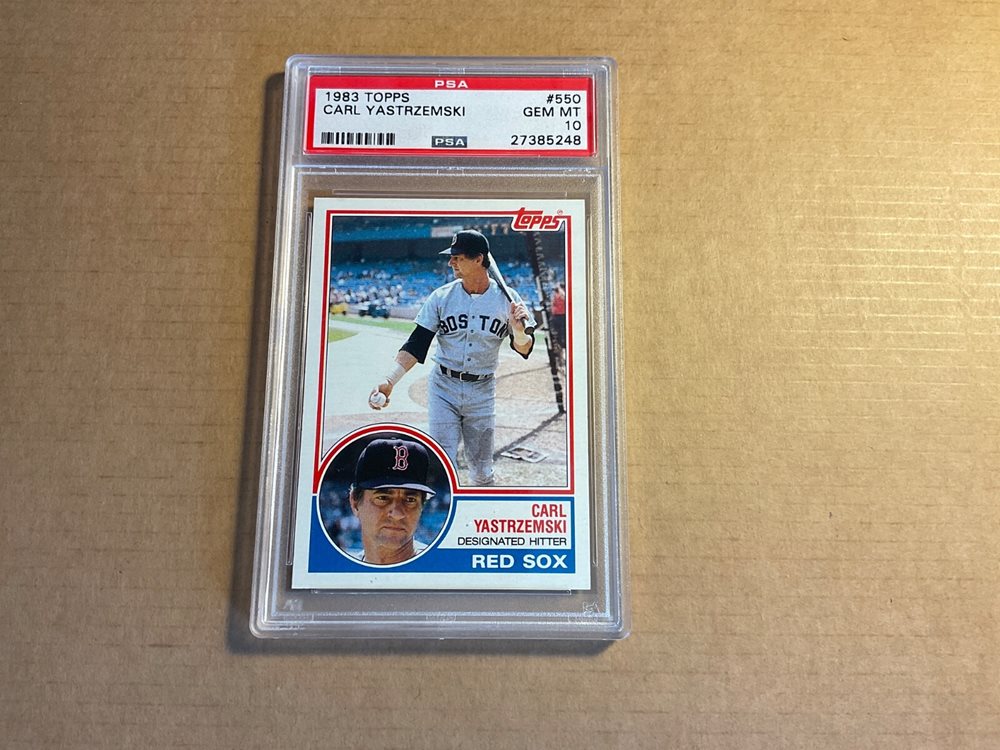 PSA
1983 TOPPS #550
CARL YASTRZEMSKI GEM MT
10
PSA 27385248
Topps
BOSTON
B
CARL
YASTRZEMSKI
DESIGNATED HITTER
RED SOX